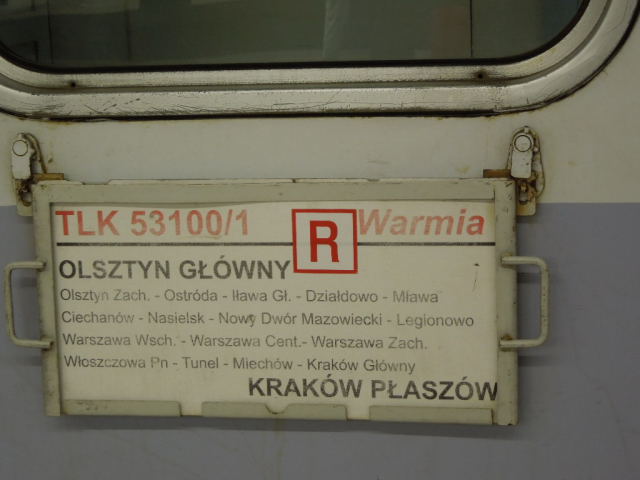 TLK 53100/1 R Warmia
OLSZTYN GŁÓWNY
Olsztyn Zach. - Ostróda - Iława Gł. - Działdowo - Mława
Ciechanów - Nasielsk - Nowy Dwór Mazowiecki - Legionowo
Warszawa Wsch. - Warszawa Cent.- Warszawa Zach.
Włoszczowa Pn - Tunel - Miechów - Kraków Główny
KRAKÓW PŁASZÓW